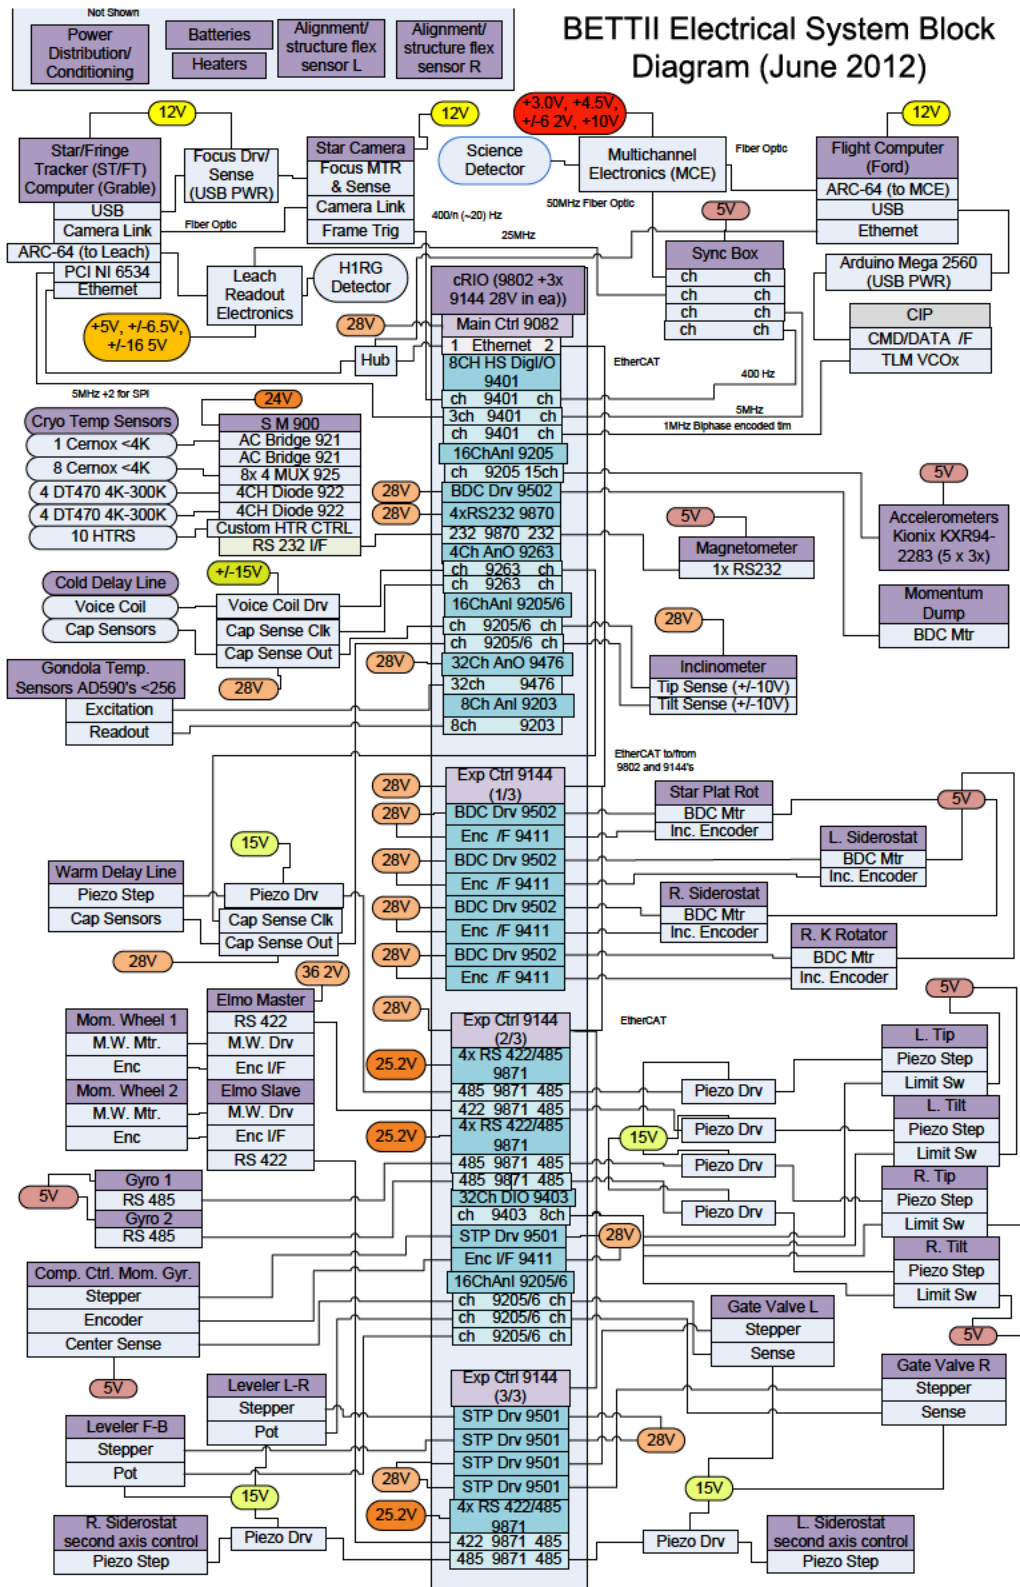 Not Shown
Power
Distribution/
Conditioning
Batteries
Heaters
Alignment/
structure flex
sensor L
Alignment/
structure flex
sensor R
BETTII Electrical System Block
Diagram (June 2012)
12V
12V
+3.0V, +4.5V,
+/-6 2V, +10V
12V
Star/Fringe
Tracker (ST/FT)
Computer (Grable)
USB
Camera Link
ARC-64 (to Leach)
PCI NI 6534
Ethernet
Focus Drv/
Sense
(USB PWR)
Star Camera
Focus MTR
& Sense
Camera Link
Frame Trig
Fiber Optic
Science
Detector
Multichannel
Electronics (MCE)
Fiber Optic
Flight Computer
(Ford)
ARC-64 (to MCE)
USB
Ethernet
50MHz Fiber Optic
400/n (~20) Hz
25MHz
5V
Sync Box
ch ch
ch ch
ch ch
ch ch
Arduino Mega 2560
(USB PWR)
CIP
CMD/DATA /F
TLM VCOx
Leach
Readout
Electronics
H1RG
Detector
+5V, +/-6.5V,
+/-16 5V
28V
Hub
cRIO (9802 +3x
9144 28V in ea))
Main Ctrl 9082
1 Ethernet 2
8CH HS DigI/O
9401
ch 9401 ch
3ch 9401 ch
ch 9401 ch
16ChAnI 9205
ch 9205 15ch
BDC Drv 9502
4xRS232 9870
232 9870 232
4Ch AnO 9263
ch 9263 ch
ch 9263 ch
16ChAnI 9205/6
ch 9205/6 ch
ch 9205/6 ch
32Ch AnO 9476
32ch 9476
8Ch AnI 9203
8ch 9203
EtherCAT
400 Hz
5MHz
1MHz Biphase encoded tlm
5MHz +2 for SPI
24V
Cryo Temp Sensors
1 Cernox <4K
8 Cernox <4K
4 DT470 4K-300K
4 DT470 4K-300K
10 HTRS
S M 900
AC Bridge 921
AC Bridge 921
8x 4 MUX 925
4CH Diode 922
4CH Diode 922
Custom HTR CTRL
RS 232 I/F
28V
28V
5V
Magnetometer
1x RS232
5V
Accelerometers
Kionix KXR94-
2283 (5 x 3x)
Momentum
Dump
BDC Mtr
+/-15V
Cold Delay Line
Voice Coil
Cap Sensors
Voice Coil Drv
Cap Sense Clk
Cap Sense Out
28V
28V
28V
Inclinometer
Tip Sense (+/-10V)
Tilt Sense (+/-10V)
Gondola Temp.
Sensors AD590's <256
Excitation
Readout
EtherCAT to/from
9802 and 9144's
28V
28V
28V
28V
28V
Exp Ctrl 9144
(1/3)
BDC Drv 9502
Enc /F 9411
BDC Drv 9502
Enc /F 9411
BDC Drv 9502
Enc /F 9411
BDC Drv 9502
Enc /F 9411
Star Plat Rot
BDC Mtr
Inc. Encoder
5V
L. Siderostat
BDC Mtr
Inc. Encoder
R. Siderostat
BDC Mtr
Inc. Encoder
R. K Rotator
BDC Mtr
Inc. Encoder
15V
Warm Delay Line
Piezo Step
Cap Sensors
Piezo Drv
Cap Sense Clk
Cap Sense Out
28V
36 2V
Mom. Wheel 1
M.W. Mtr.
Enc
Mom. Wheel 2
M.W. Mtr.
Enc
Elmo Master
RS 422
M.W. Drv
Enc I/F
Elmo Slave
M.W. Drv
Enc I/F
RS 422
28V
25.2V
25.2V
Exp Ctrl 9144
(2/3)
4x RS 422/485
9871
485 9871 485
422 9871 485
4x RS 422/485
9871
485 9871 485
485 9871 485
32Ch DIO 9403
ch 9403 8ch
STP Drv 9501
Enc I/F 9411
16ChAnI 9205/6
ch 9205/6 ch
ch 9205/6 ch
ch 9205/6 ch
EtherCAT
Piezo Drv
Piezo Drv
15V
Piezo Drv
Piezo Drv
28V
5V
L. Tip
Piezo Step
Limit Sw
L. Tilt
Piezo Step
Limit Sw
R. Tip
Piezo Step
Limit Sw
R. Tilt
Piezo Step
Limit Sw
5V
5V
Gyro 1
RS 485
Gyro 2
RS 485
Comp. Ctrl. Mom. Gyr.
Stepper
Encoder
Center Sense
5V
Gate Valve L
Stepper
Sense
Gate Valve R
Stepper
Sense
Leveler L-R
Stepper
Pot
Leveler F-B
Stepper
Pot
15V
Exp Ctrl 9144
(3/3)
STP Drv 9501
STP Drv 9501
STP Drv 9501
STP Drv 9501
4x RS 422/485
9871
422 9871 485
485 9871 485
28V
28V
25.2V
15V
R. Siderostat
second axis control
Piezo Step
Piezo Drv
Piezo Drv
L. Siderostat
second axis control
Piezo Step